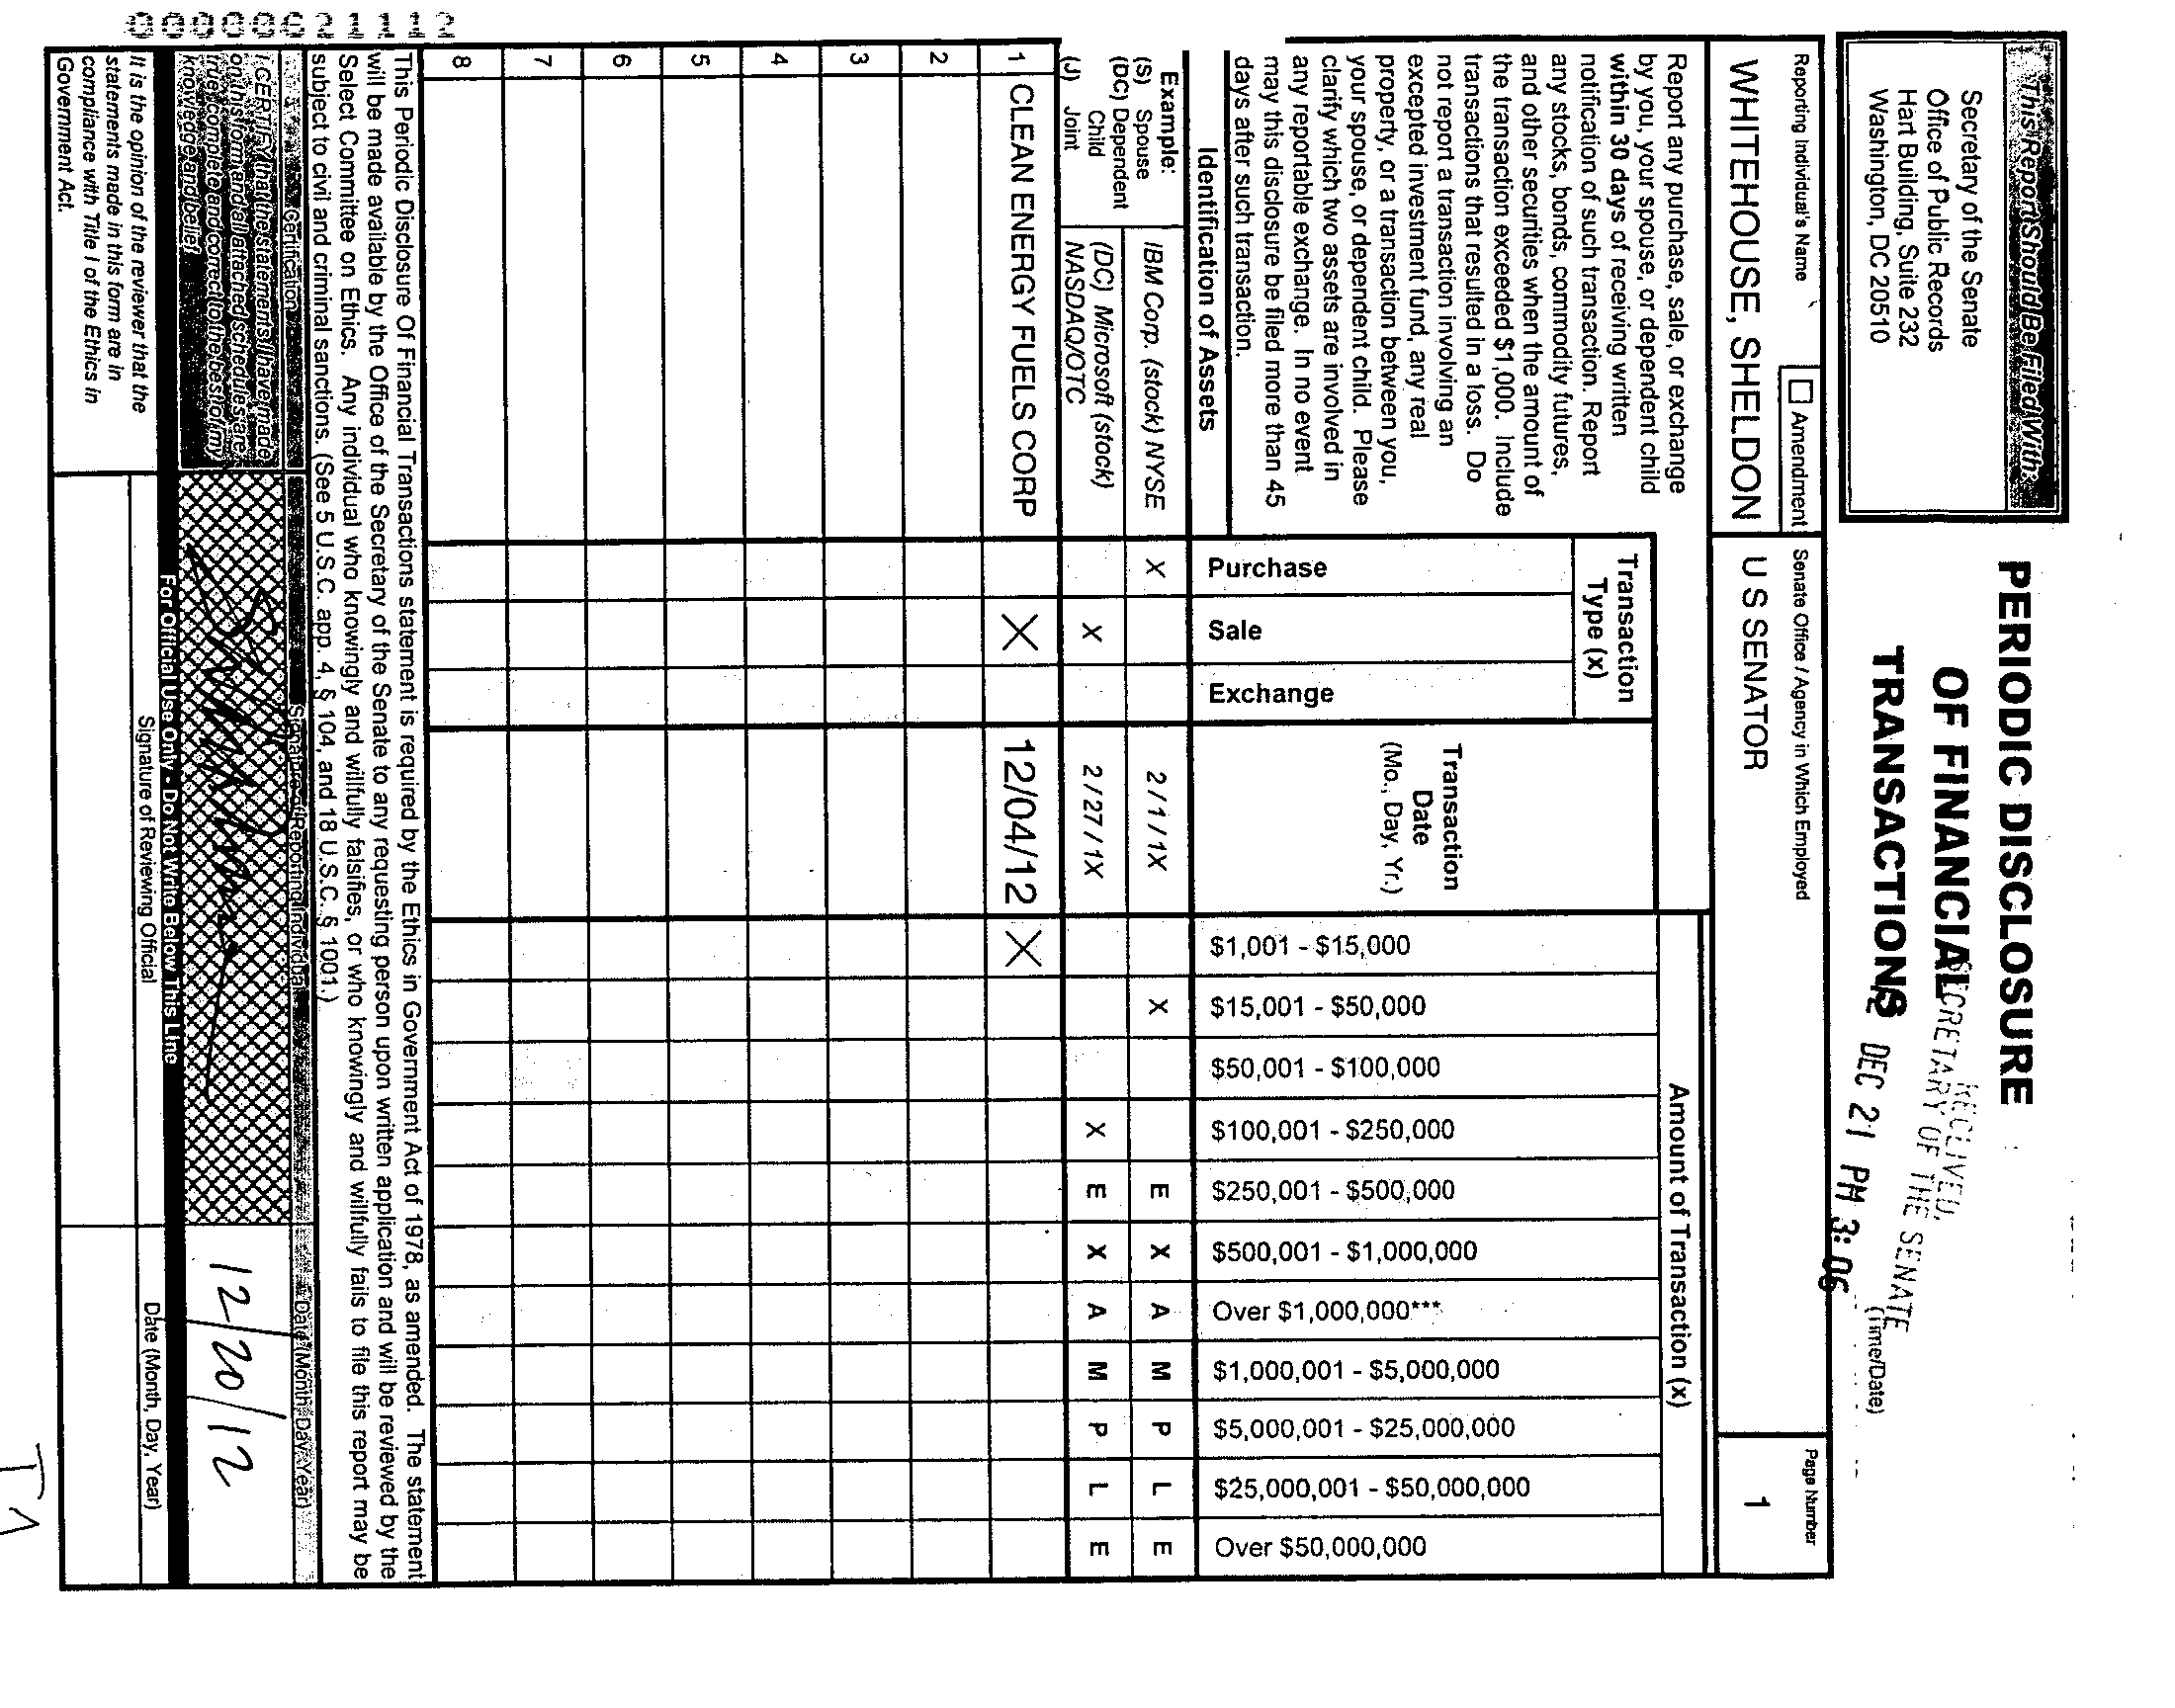 This Report Should Be Filed With:
Secretary of the Senate
Office of Public Records
Hart Building, Suite 232
Washington, DC 20510
PERIODIC DISCLOSURE
OF FINANCIAL
TRANSACTIONS
RECEIVED,
SECRETARY OF THE SENATE
DEC 21 PM 3:06
(Time/Date)
Reporting Individual's Name
Amendment
Senate Office / Agency in Which Employed
Page Number
WHITEHOUSE, SHELDON
U S SENATOR
1
Report any purchase, sale, or exchange
by you, your spouse, or dependent child
within 30 days of receiving written
notification of such transaction. Report
any stocks, bonds, commodity futures,
and other securities when the amount of
the transaction exceeded $1,000. Include
transactions that resulted in a loss. Do
not report a transaction involving an
excepted investment fund, any real
property, or a transaction between you,
your spouse, or dependent child. Please
clarify which two assets are involved in
any reportable exchange. In no event
may this disclosure be filed more than 45
days after such transaction.
Identification of Assets
Transaction
Type (x)
Purchase
Sale
Exchange
Transaction
Date
(Mo., Day, Yr.)
Amount of Transaction (x)
$1,001 - $15,000
$15,001 - $50,000
$50,001 - $100,000
$100,001 - $250,000
$250,001 - $500,000
$500,001 - $1,000,000
Over $1,000,000***
$1,000,001 - $5,000,000
$5,000,001 - $25,000,000
$25,000,001 - $50,000,000
Over $50,000,000
Example:
(S) Spouse
(DC) Dependent
Child
(J) Joint
IBM Corp. (stock) NYSE X 2/1/1X X E X A M P L E
(DC) Microsoft (stock)
NASDAQ/OTC X 2/27/1X X E X A M P L E
1 CLEAN ENERGY FUELS CORP X 12/04/12 X
2
3
4
5
6
7
8
This Periodic Disclosure Of Financial Transactions statement is required by the Ethics in Government Act of 1978, as amended. The statement
will be made available by the Office of the Secretary of the Senate to any requesting person upon written application and will be reviewed by the
Select Committee on Ethics. Any individual who knowingly and willfully falsifies, or who knowingly and willfully fails to file this report may be
subject to civil and criminal sanctions. (See 5 U.S.C. app. 4, § 104, and 18 U.S.C. § 1001.)
Certification
Signature of Reporting Individual
Date (Month, Day, Year)
I CERTIFY that the statements I have made
on this form and all attached schedules are
true, complete and correct to the best of my
knowledge and belief.
12/20/12
For Official Use Only - Do Not Write Below This Line
It is the opinion of the reviewer that the
statements made in this form are in
compliance with Title I of the Ethics in
Government Act.
Signature of Reviewing Official
Date (Month, Day, Year)